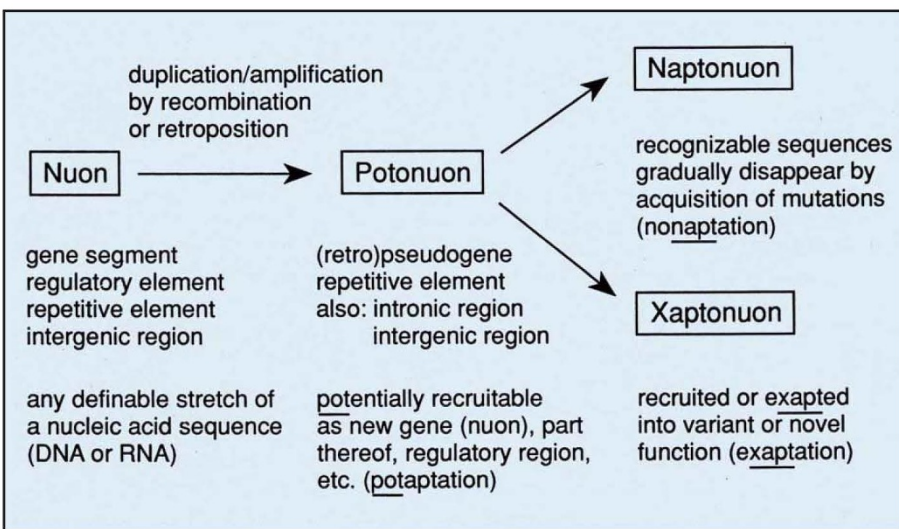 duplication/amplification
by recombination
or retroposition
Nuon
Potonuon
Naptonuon
recognizable sequences
gradually disappear by
acquisition of mutations
(nonaptation)
gene segment
regulatory element
repetitive element
intergenic region
(retro)pseudogene
repetitive element
also: intronic region
intergenic region
Xaptonuon
any definable stretch of
a nucleic acid sequence
(DNA or RNA)
potentially recruitable
as new gene (nuon), part
thereof, regulatory region,
etc. (potaptation)
recruited or exapted
into variant or novel
function (exaptation)